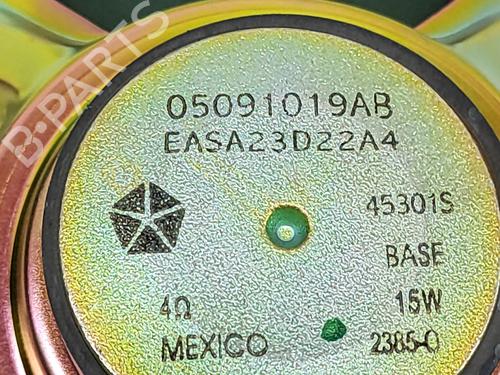 B·PARTS
05091019AB
EASA23D22A4
45301S
BASE
4Ω
15W
MEXICO
2385-0